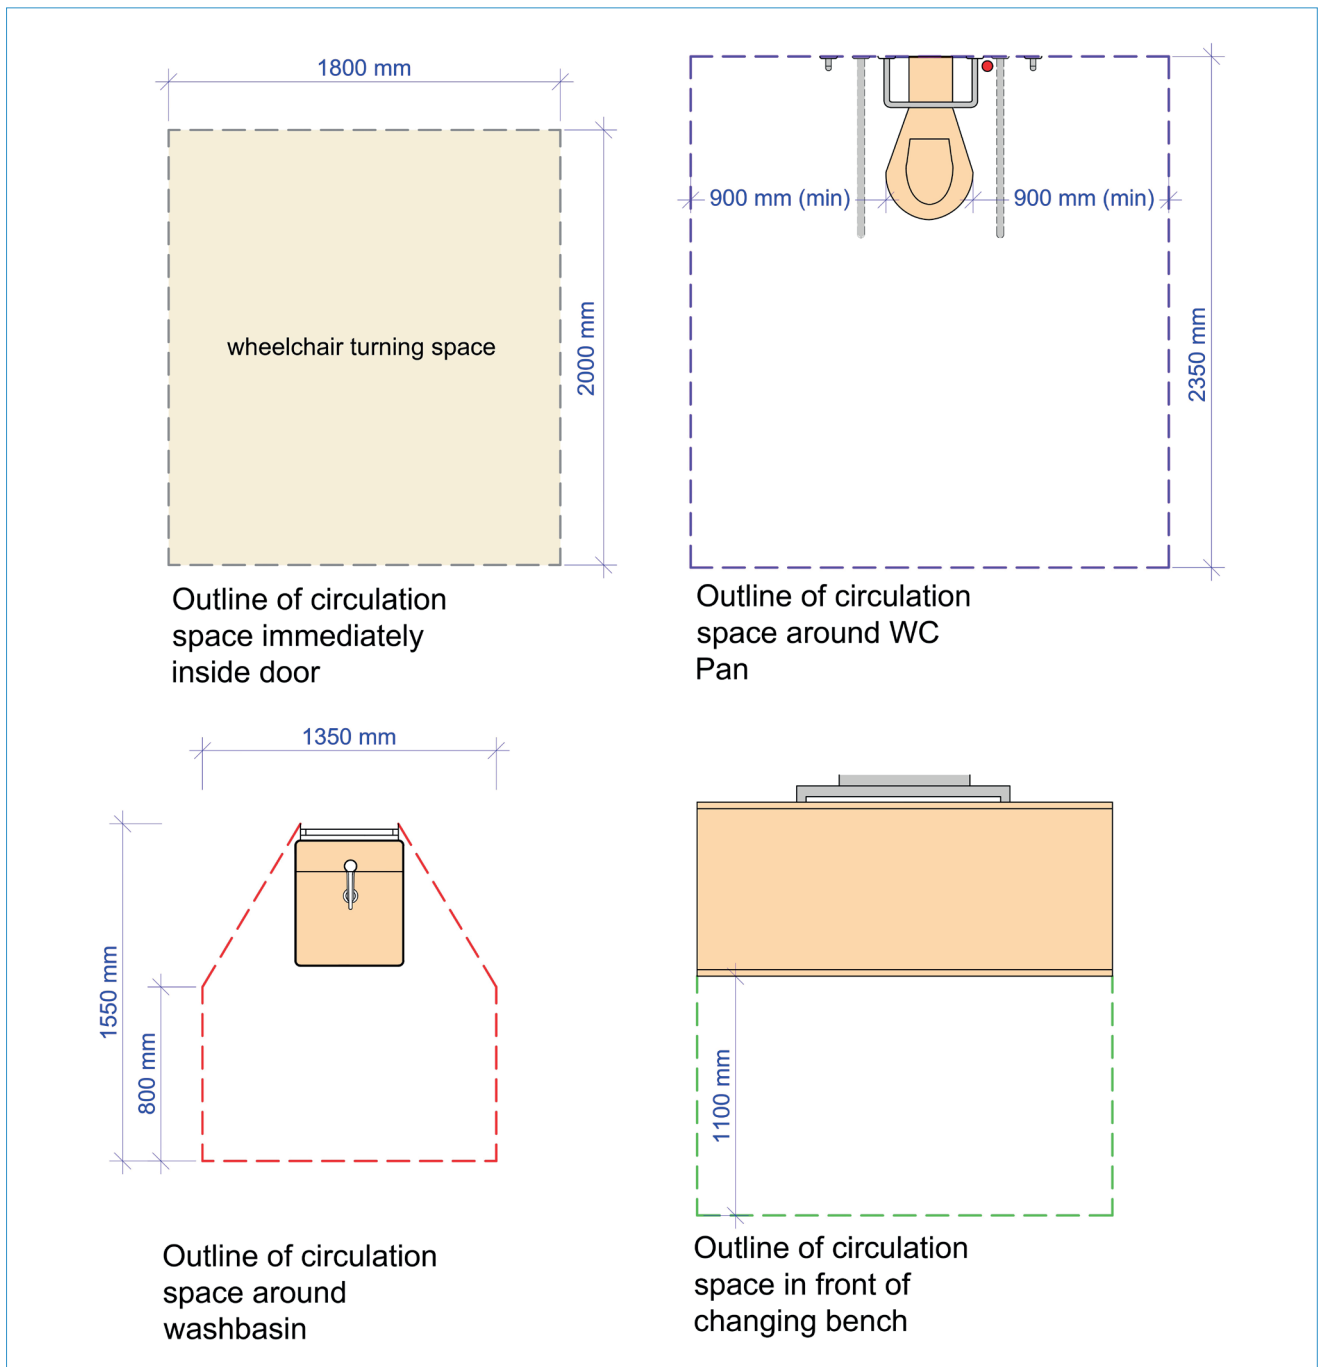 1800 mm
wheelchair turning space
2000 mm
Outline of circulation
space immediately
inside door
900 mm (min)
900 mm (min)
2350 mm
Outline of circulation
space around WC
Pan
1350 mm
1550 mm
800 mm
Outline of circulation
space around
washbasin
1100 mm
Outline of circulation
space in front of
changing bench